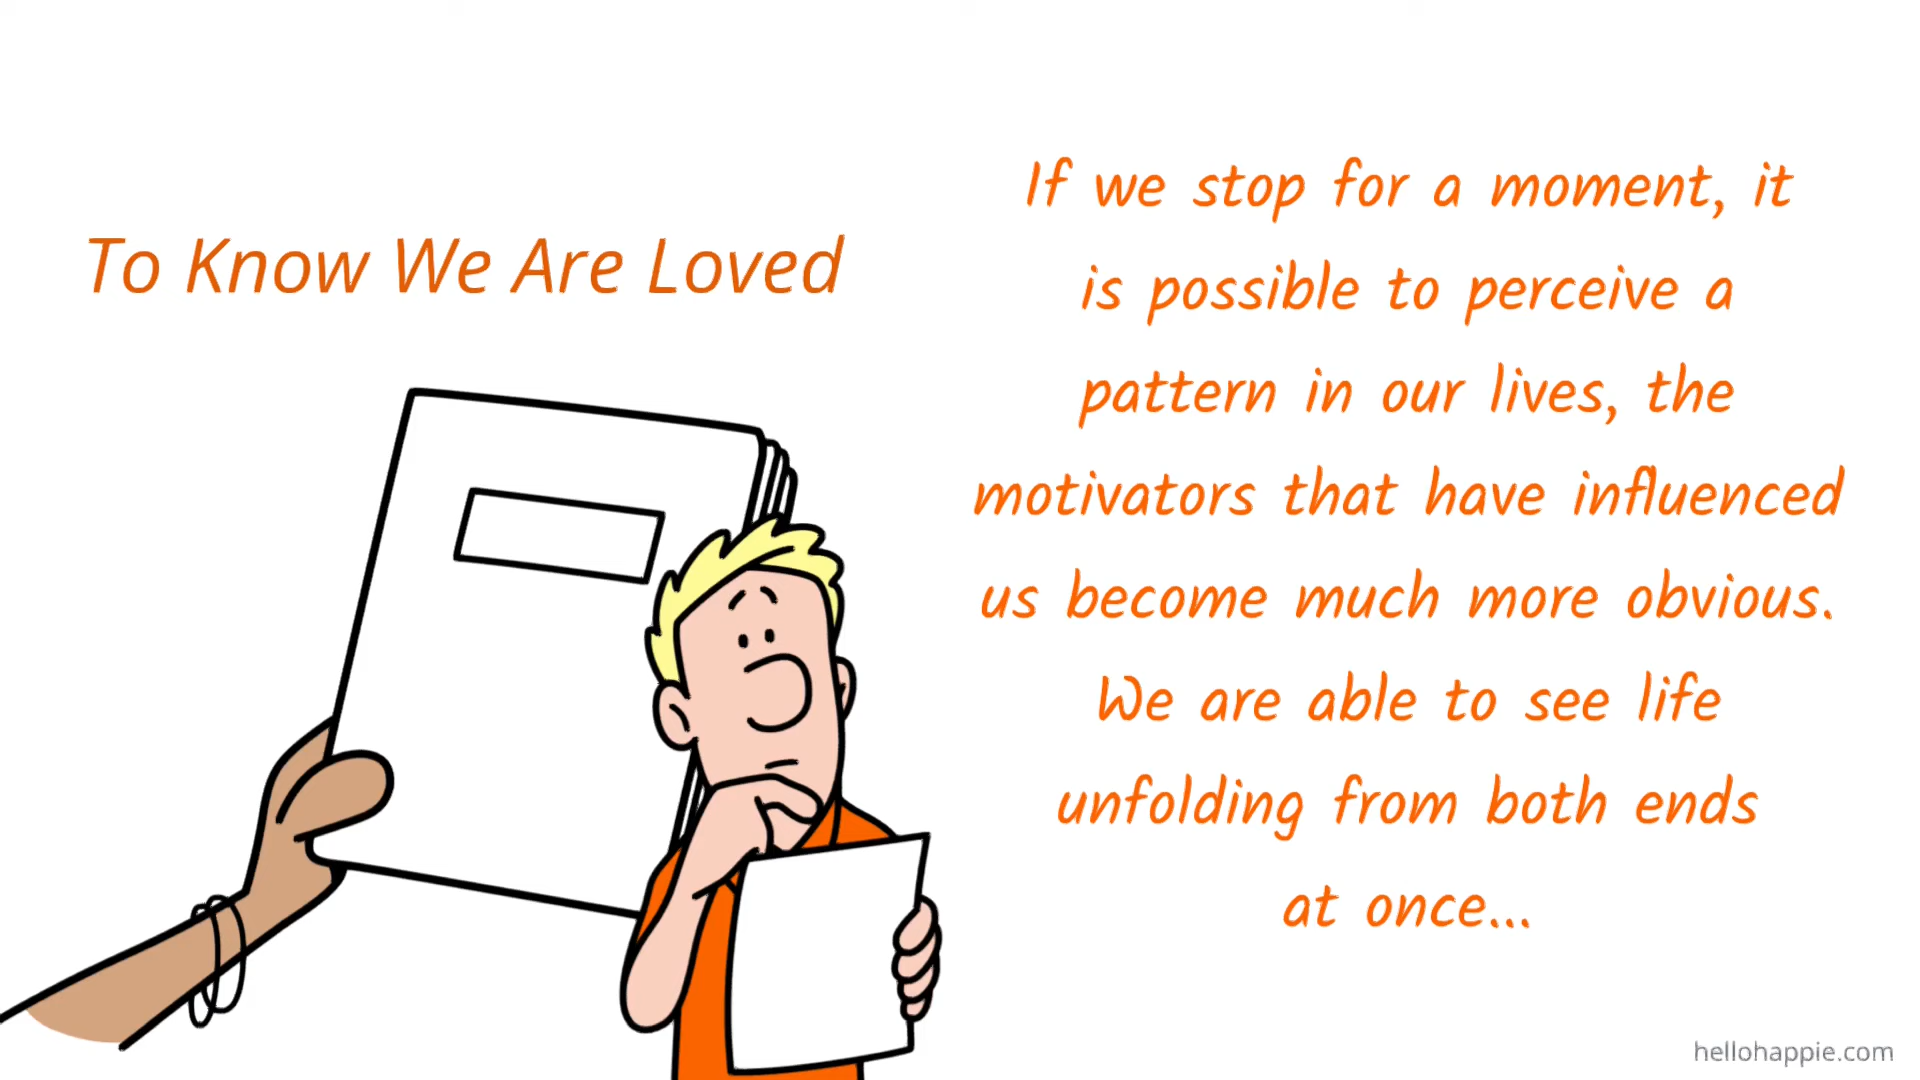 To Know We Are Loved
If we stop for a moment, it
is possible to perceive a
pattern in our lives, the
motivators that have influenced
us become much more obvious.
We are able to see life
unfolding from both ends
at once...
hellohappie.com